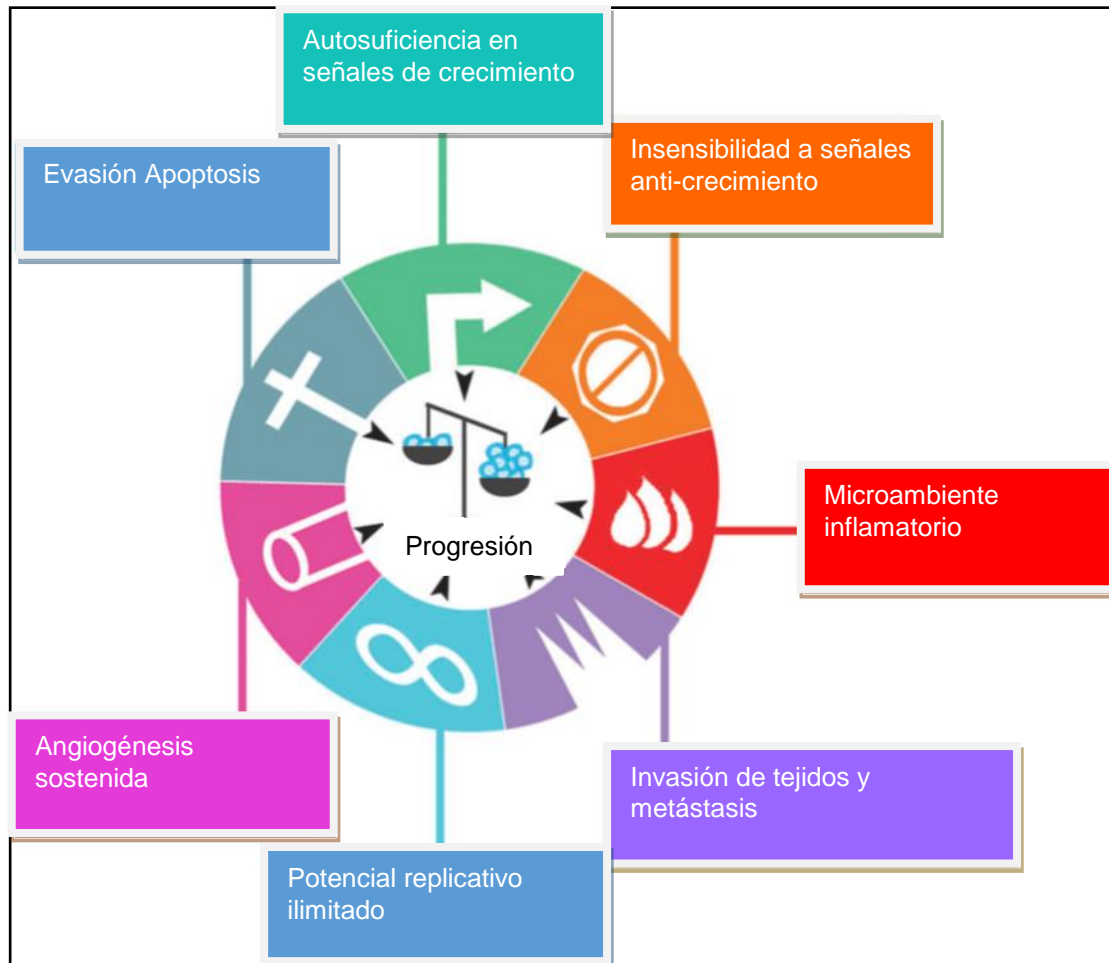 Autosuficiencia en
señales de crecimiento
Insensibilidad a señales
anti-crecimiento
Evasión Apoptosis
Microambiente
inflamatorio
Progresión
Angiogénesis
sostenida
Invasión de tejidos y
metástasis
Potencial replicativo
ilimitado